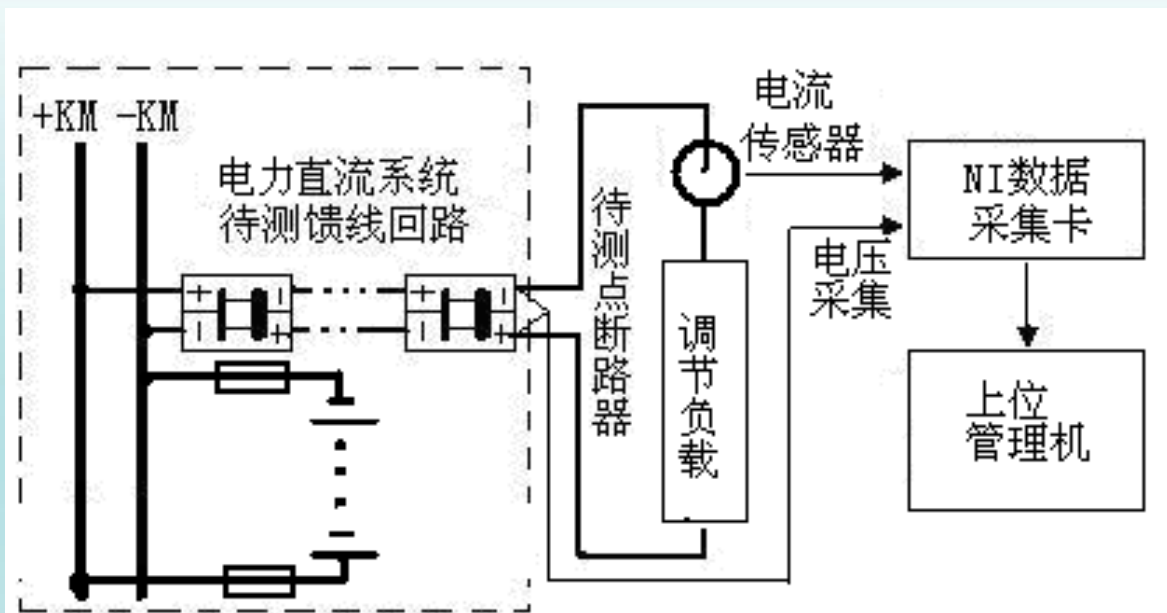 +KM -KM
电力直流系统
待测馈线回路
+
-
-
+
+
-
-
+
待测点断路器
电流
传感器
调节负载
电压
采集
NI数据
采集卡
上位
管理机